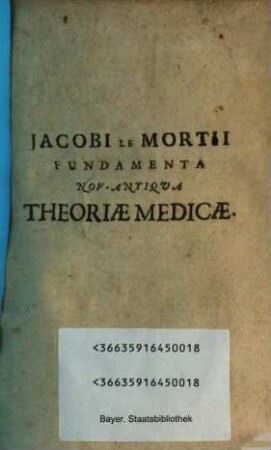 JACOBI LE MORTII
FUNDAMENTA
NOV-ANTIQUA
THEORIÆ MEDICÆ.
<36635916450018
<36635916450018
Bayer. Staatsbibliothek